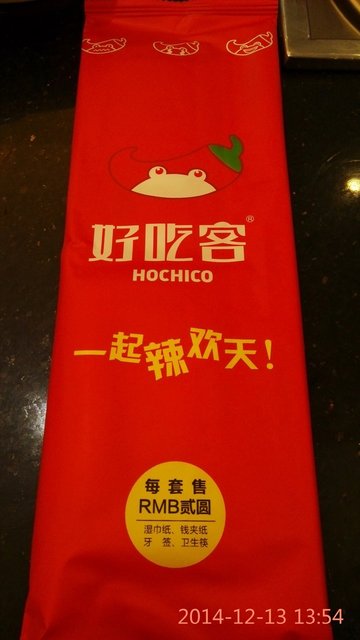 好吃客®
HOCHICO
一起辣欢天!
每套售
RMB贰圆
湿巾纸、钱夹纸
牙签、卫生筷
2014-12-13 13:54